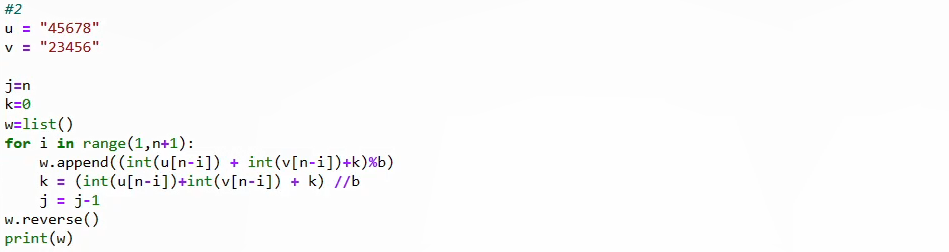 #2
u = "45678"
v = "23456"

j=n
k=0
w=list()
for i in range(1,n+1):
    w.append((int(u[n-i]) + int(v[n-i])+k)%b)
    k = (int(u[n-i])+int(v[n-i]) + k) //b
    j = j-1
w.reverse()
print(w)